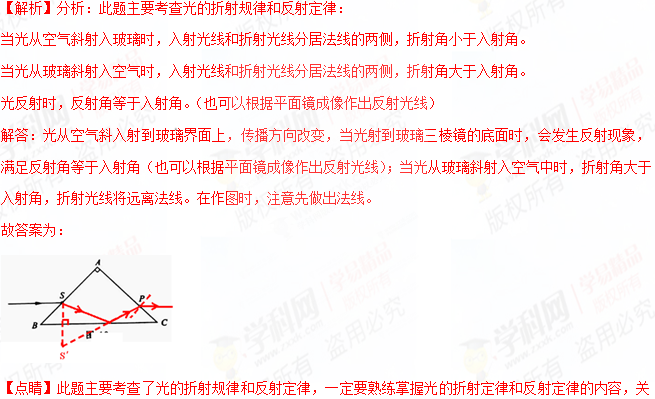 【解析】分析：此题主要考查光的折射规律和反射定律：
当光从空气斜射入玻璃时，入射光线和折射光线分居法线的两侧，折射角小于入射角。
当光从玻璃斜射入空气时，入射光线和折射光线分居法线的两侧，折射角大于入射角。
光反射时，反射角等于入射角。（也可以根据平面镜成像作出反射光线）
解答：光从空气斜入射到玻璃界面上，传播方向改变，当光射到玻璃三棱镜的底面时，会发生反射现象，
满足反射角等于入射角（也可以根据平面镜成像作出反射光线）；当光从玻璃斜射入空气中时，折射角大于
入射角，折射光线将远离法线。在作图时，注意先做出法线。
故答案为：
A
S
P
B
C
S'
【点睛】此题主要考查了光的折射规律和反射定律，一定要熟练掌握光的折射定律和反射定律的内容，关